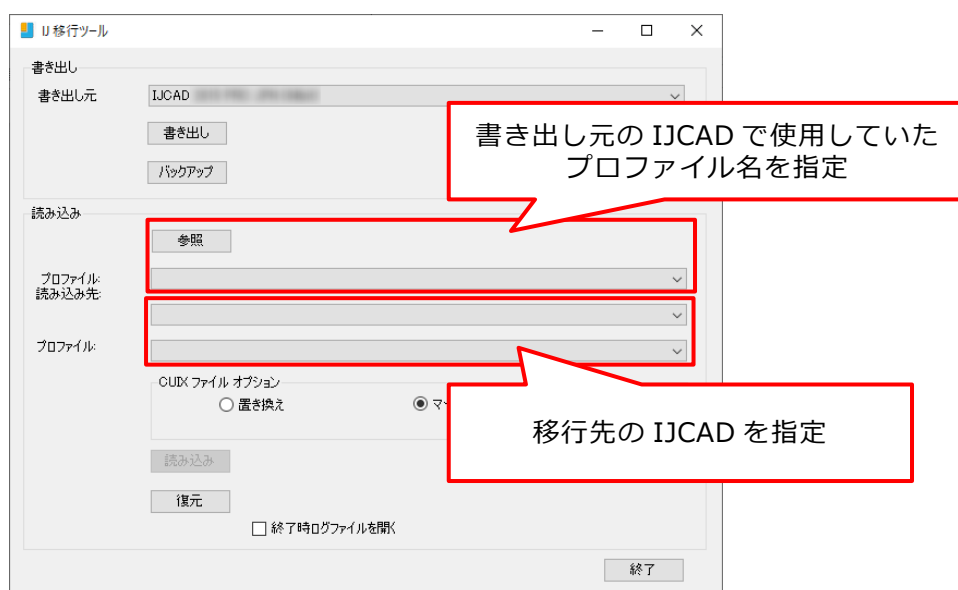 IJ 移行ツール
書き出し
書き出し元
IJCAD
書き出し
バックアップ
書き出し元の IJCAD で使用していた
プロファイル名を指定
読み込み
参照
プロファイル:
読み込み先:
プロファイル:
CUIX ファイル オプション
置き換え
移行先の IJCAD を指定
読み込み
復元
終了時ログファイルを開く
終了